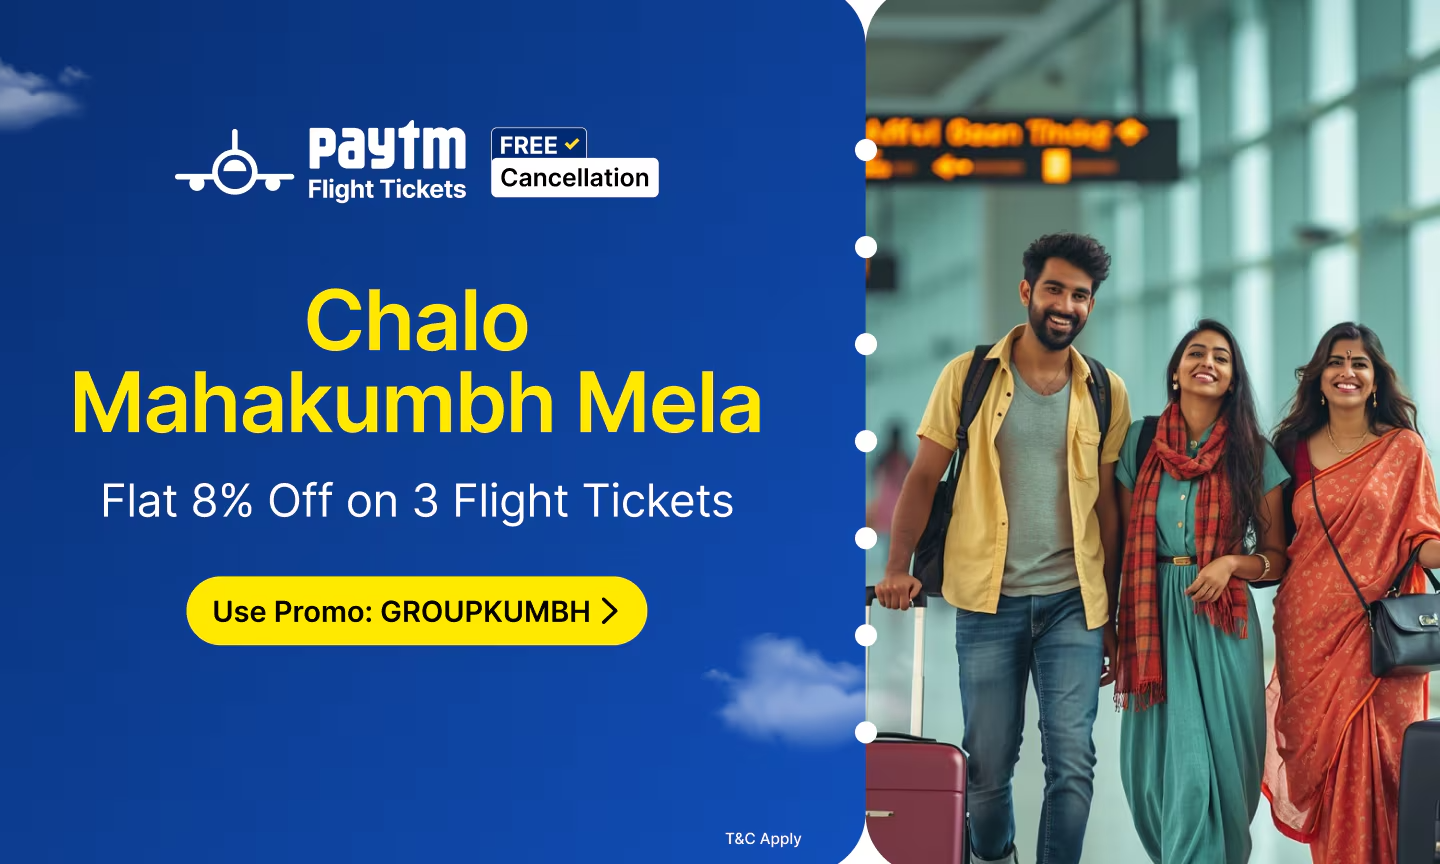 paytm
Flight Tickets
FREE
Cancellation
Chalo
Mahakumbh Mela
Flat 8% Off on 3 Flight Tickets
Use Promo: GROUPKUMBH
T&C Apply